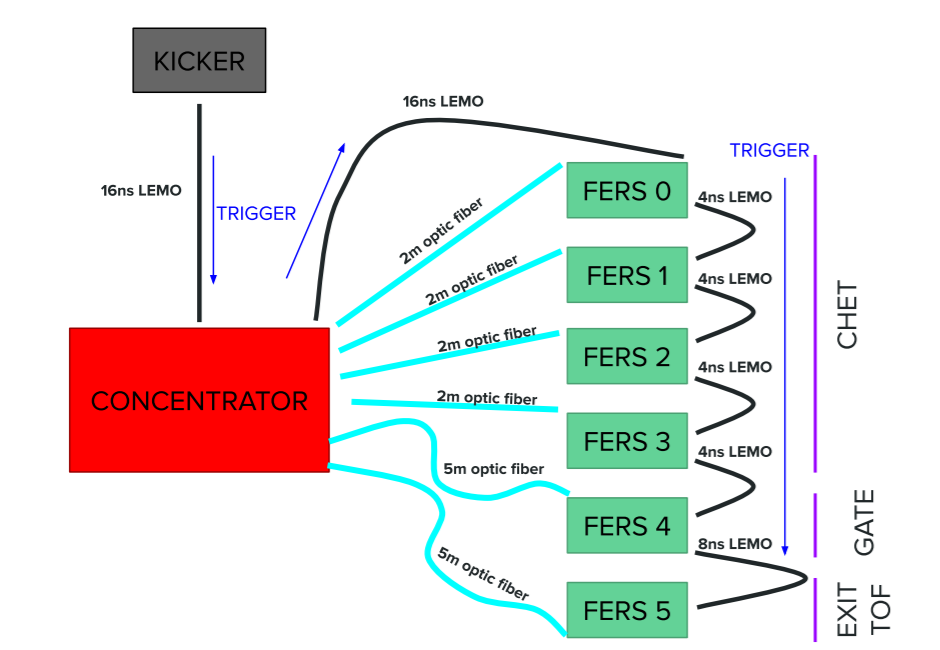 KICKER
16ns LEMO
16ns LEMO
TRIGGER
TRIGGER
CONCENTRATOR
2m optic fiber
2m optic fiber
2m optic fiber
2m optic fiber
5m optic fiber
5m optic fiber
FERS 0
4ns LEMO
FERS 1
4ns LEMO
FERS 2
4ns LEMO
FERS 3
4ns LEMO
FERS 4
8ns LEMO
FERS 5
CHET
GATE
EXIT
TOF